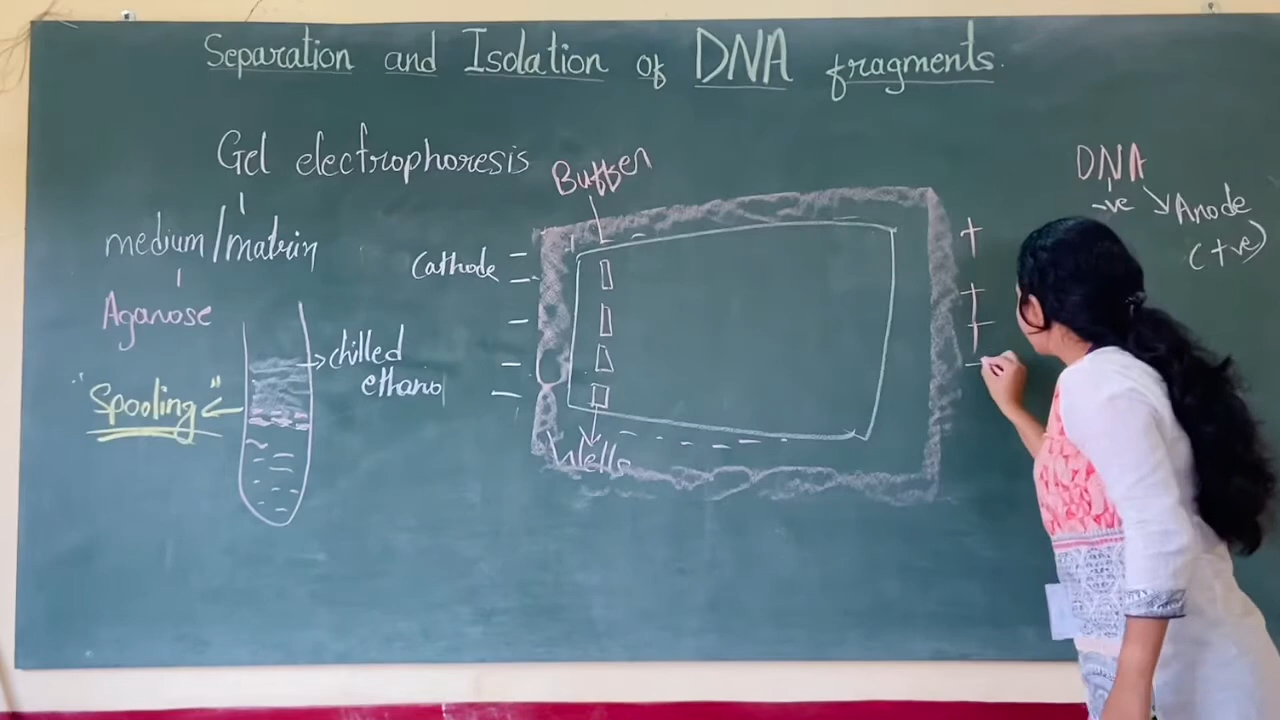 Separation and Isolation of DNA fragments.
Gel electrophoresis
medium/matrix
Agarose
"Spooling"
chilled
ethano
Buffer
Cathode
Wells
DNA
-ve
Anode
(+ve)